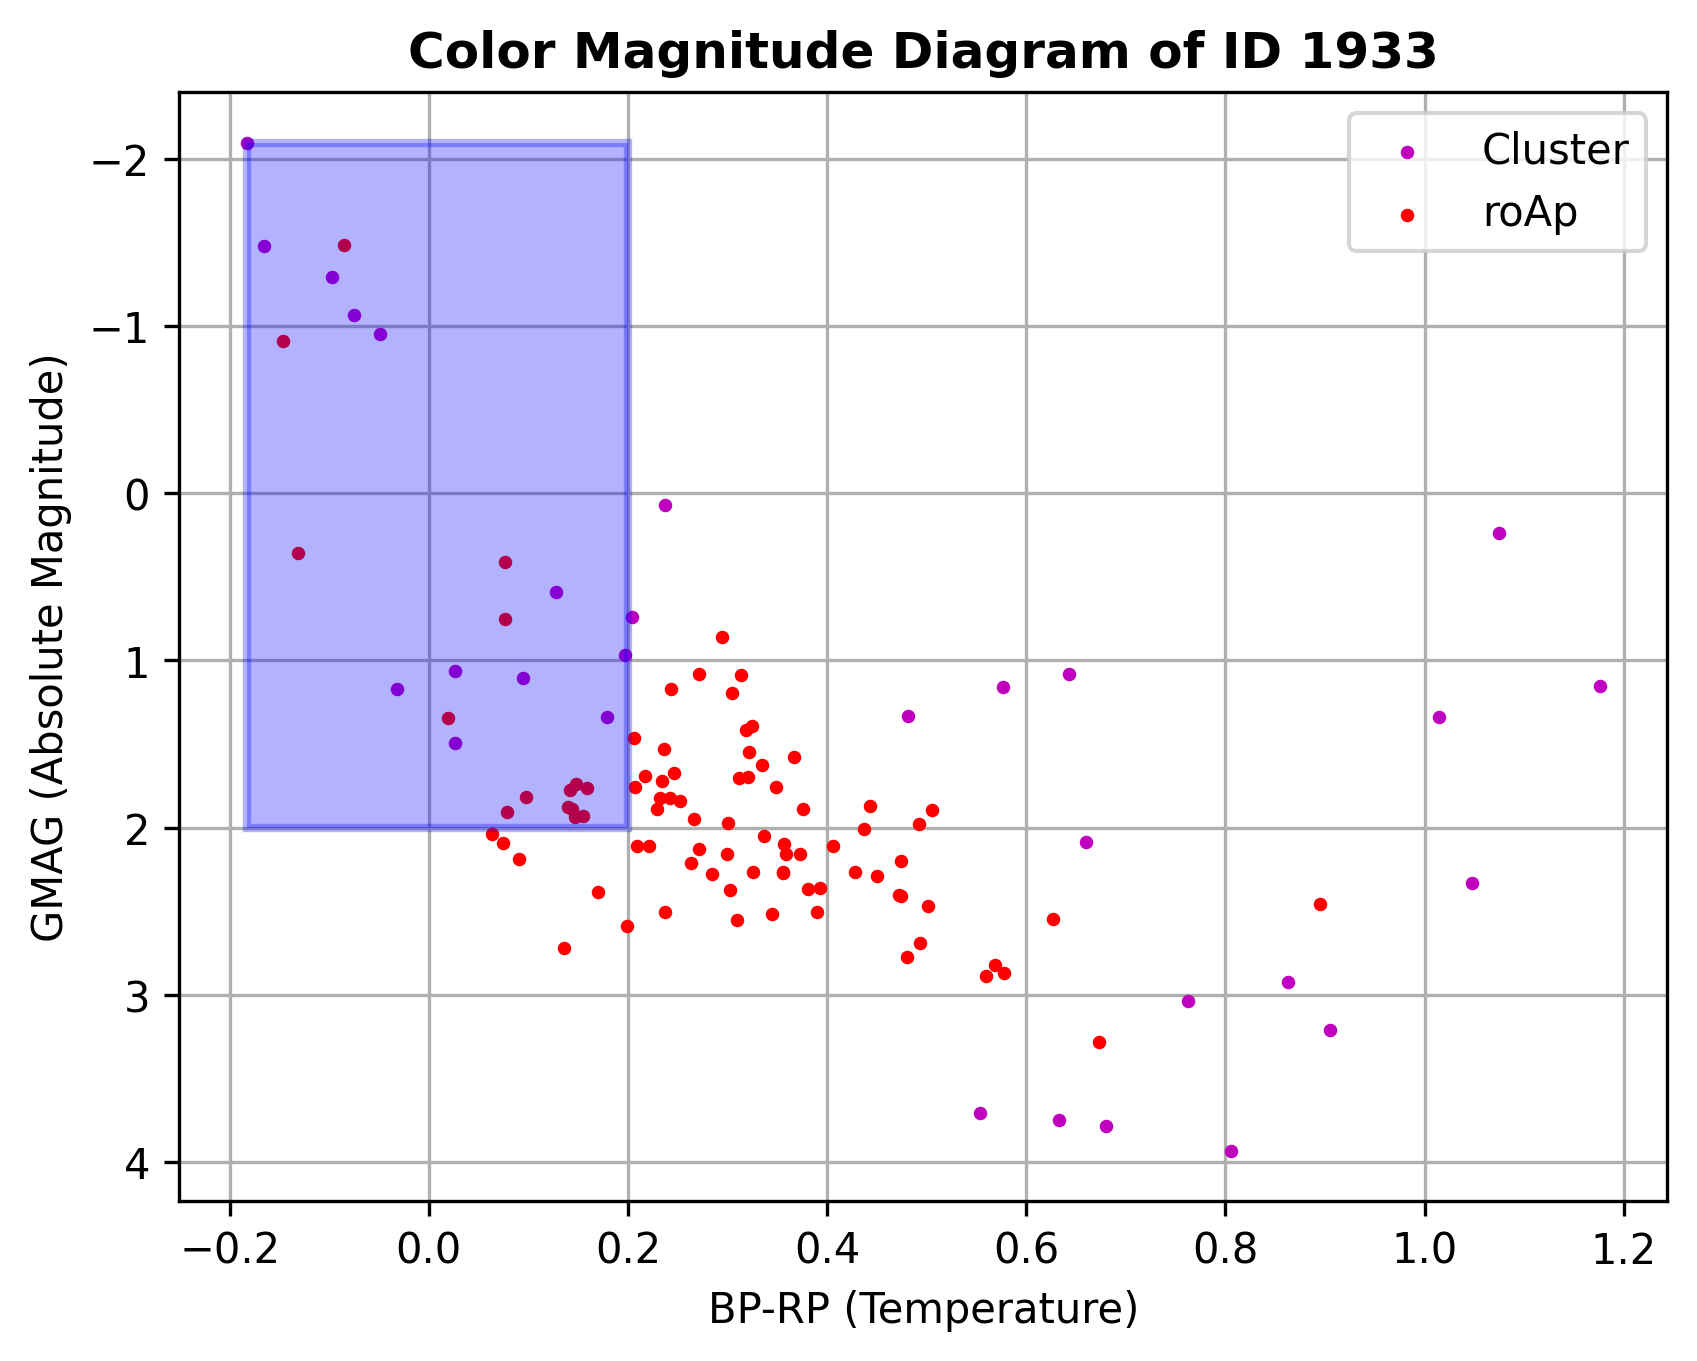 Color Magnitude Diagram of ID 1933
Cluster
roAp
GMAG (Absolute Magnitude)
−2
−1
0
1
2
3
4
−0.2 0.0 0.2 0.4 0.6 0.8 1.0 1.2
BP-RP (Temperature)